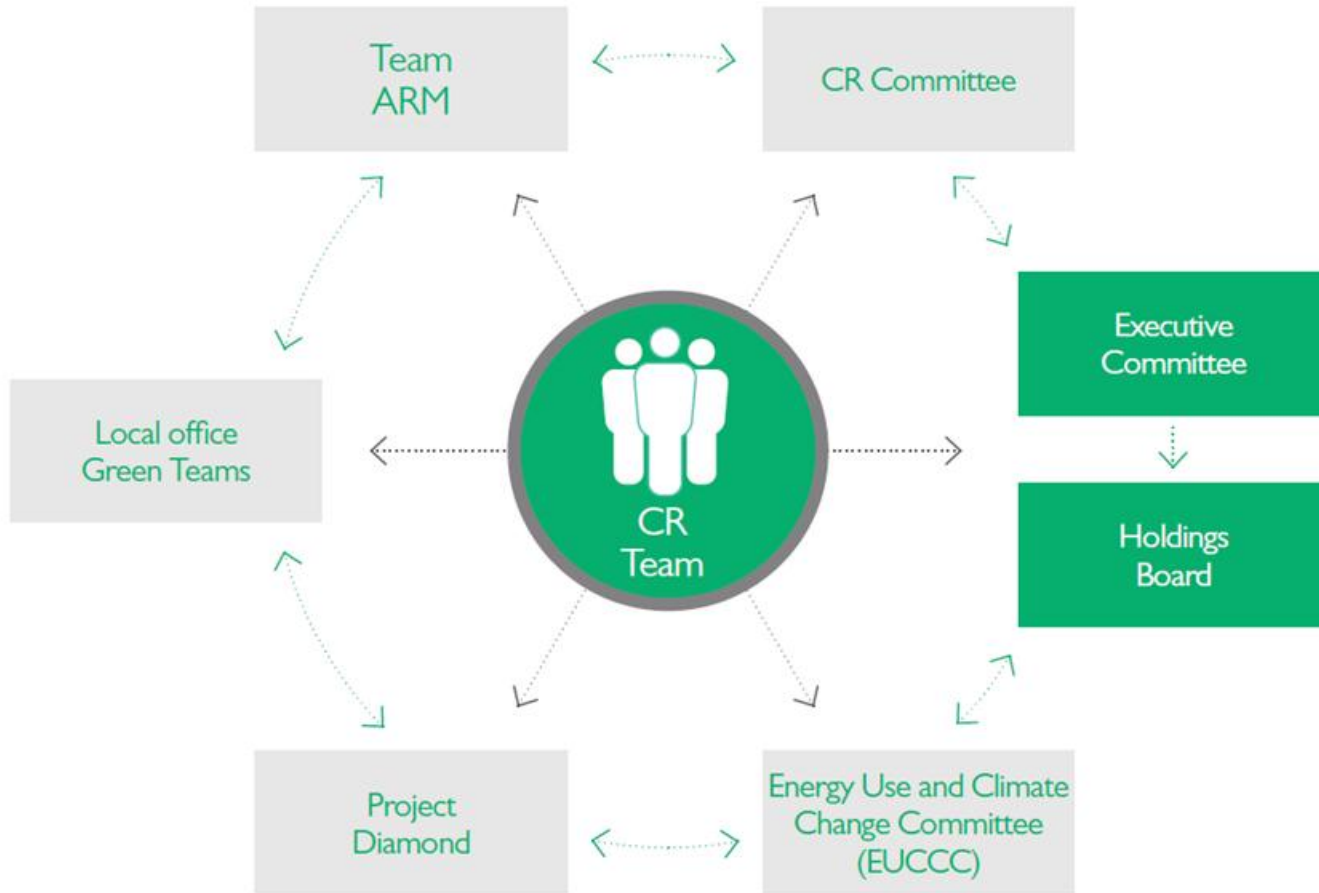 Team
ARM
CR Committee
Executive
Committee
Local office
Green Teams
CR
Team
Holdings
Board
Project
Diamond
Energy Use and Climate
Change Committee
(EUCCC)